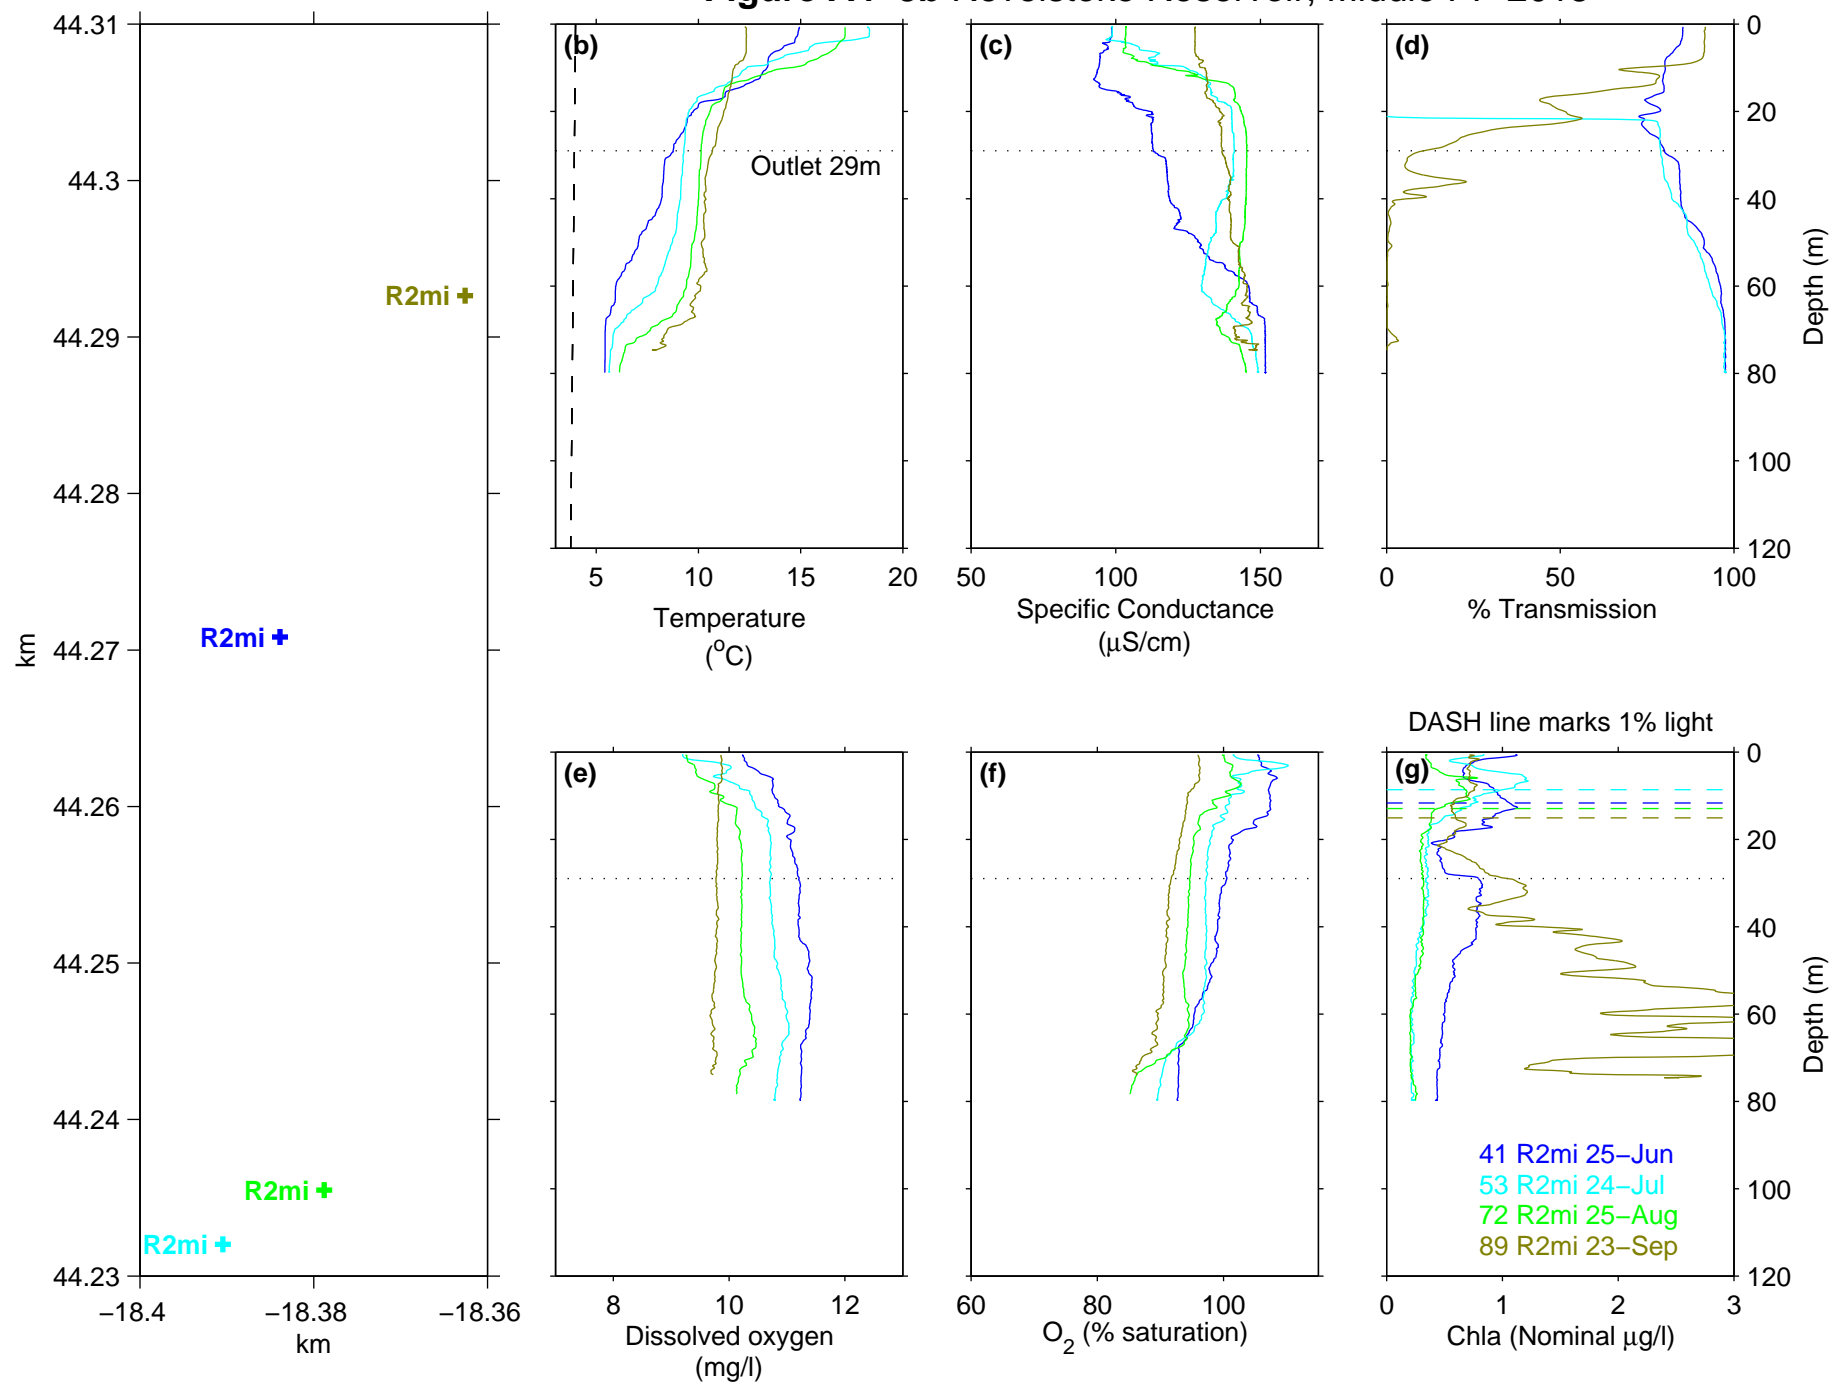 Figure Revelstoke Reservoir, middle
44.31
44.3
44.29
44.28
44.27
44.26
44.25
44.24
44.23
km
−18.4 −18.38 −18.36
km
R2mi
R2mi
R2mi
R2mi
(b)
Outlet 29m
5 10 15 20
Temperature
(oC)
(c)
50 100 150
Specific Conductance
(μS/cm)
(d)
0 50 100
% Transmission
0
20
40
60
80
100
120
Depth (m)
(e)
8 10 12
Dissolved oxygen
(mg/l)
(f)
60 80 100
O2 (% saturation)
DASH line marks 1% light
(g)
41 R2mi 25−Jun
53 R2mi 24−Jul
72 R2mi 25−Aug
89 R2mi 23−Sep
0 1 2 3
Chla (Nominal μg/l)
0
20
40
60
80
100
120
Depth (m)